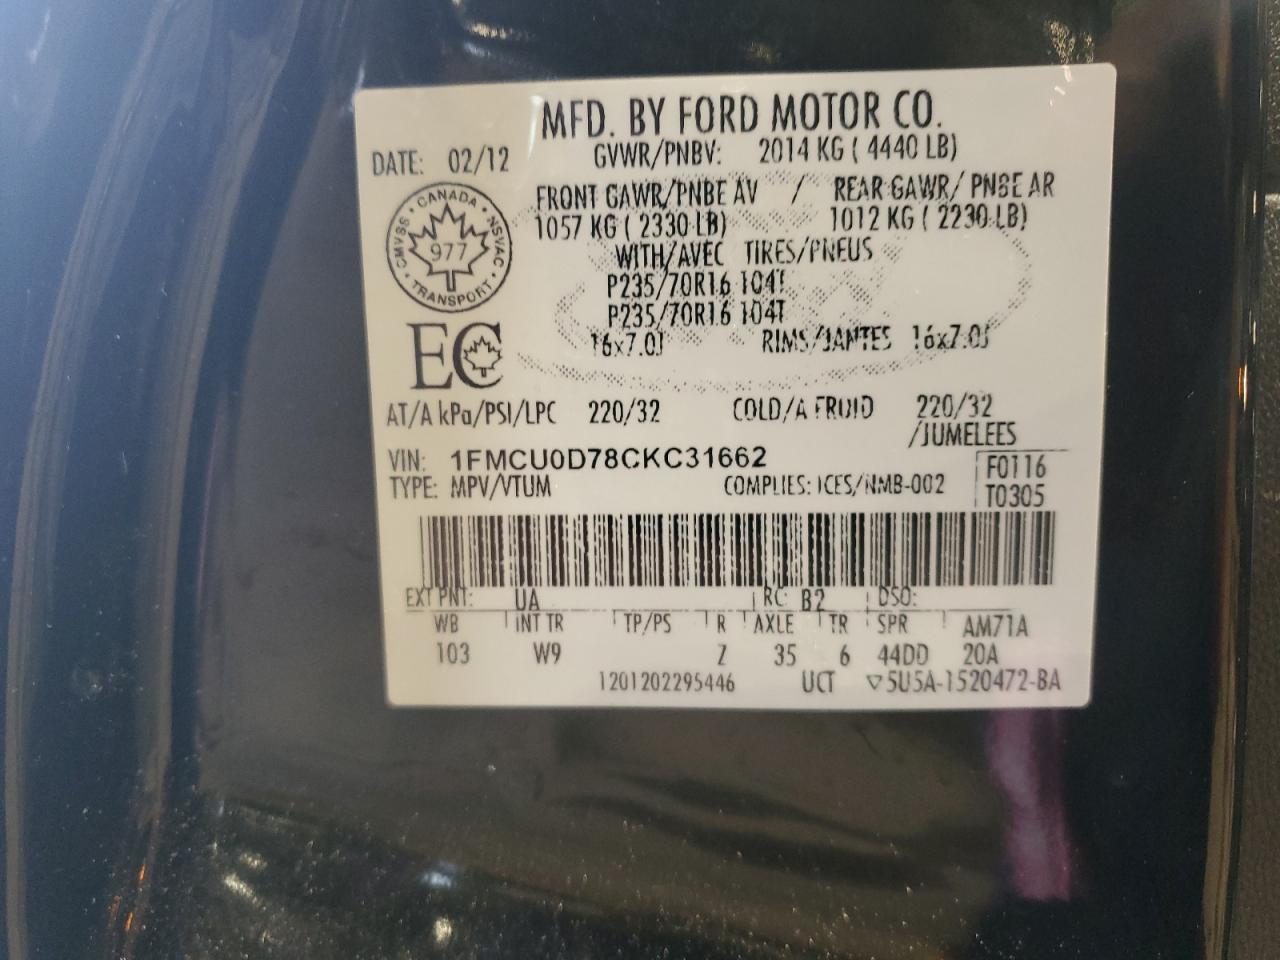 MFD. BY FORD MOTOR CO.
DATE: 02/12
GVWR/PNBV: 2014 KG ( 4440 LB)
FRONT GAWR/PNBE AV / REAR GAWR/ PNBE AR
1057 KG ( 2330 LB) 1012 KG ( 2230 LB)
WITH/AVEC TIRES/PNEUS
P235/70R16 104T
P235/70R16 104T
16x7.0J RIMS/JANTES 16x7.0J
CANADA
CMVSS 977 NSVAC
TRANSPORT
EC
AT/A kPa/PSI/LPC 220/32 COLD/A FROID 220/32
/JUMELEES
VIN: 1FMCU0D78CKC31662
F0116
TYPE: MPV/VTUM COMPLIES: ICES/NMB-002
T0305
EXT PNT: UA RC: B2 DSO:
WB INT TR TP/PS R AXLE TR SPR AM71A
103 W9 Z 35 6 44DD 20A
1201202295446 UCT ▽5U5A-1520472-BA